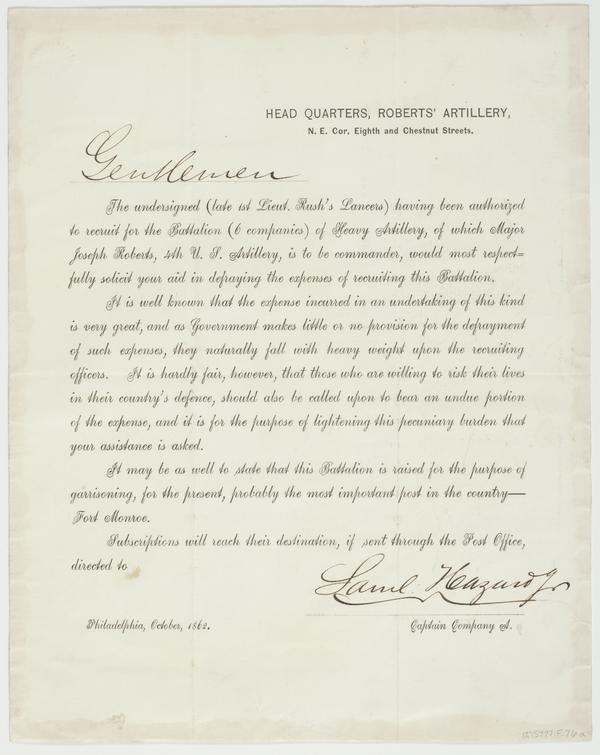 HEAD QUARTERS, ROBERTS' ARTILLERY,
N. E. Cor. Eighth and Chestnut Streets.
Gentlemen
The undersigned (late 1st Lieut. Rush's Lancers) having been authorized
to recruit for the Battalion (6 companies) of Heavy Artillery, of which Major
Joseph Roberts, 4th U. S. Artillery, is to be commander, would most respect=
fully solicit your aid in defraying the expenses of recruiting this Battalion.
It is well known that the expense incurred in an undertaking of this kind
is very great, and as Government makes little or no provision for the defrayment
of such expenses, they naturally fall with heavy weight upon the recruiting
officers. It is hardly fair, however, that those who are willing to risk their lives
in their country's defence, should also be called upon to bear an undue portion
of the expense, and it is for the purpose of lightening this pecuniary burden that
your assistance is asked.
It may be as well to state that this Battalion is raised for the purpose of
garrisoning, for the present, probably the most important post in the country—
Fort Monroe.
Subscriptions will reach their destination, if sent through the Post Office,
directed to
Saml. Hazard Jr
Philadelphia, October, 1862.
Captain Company A.